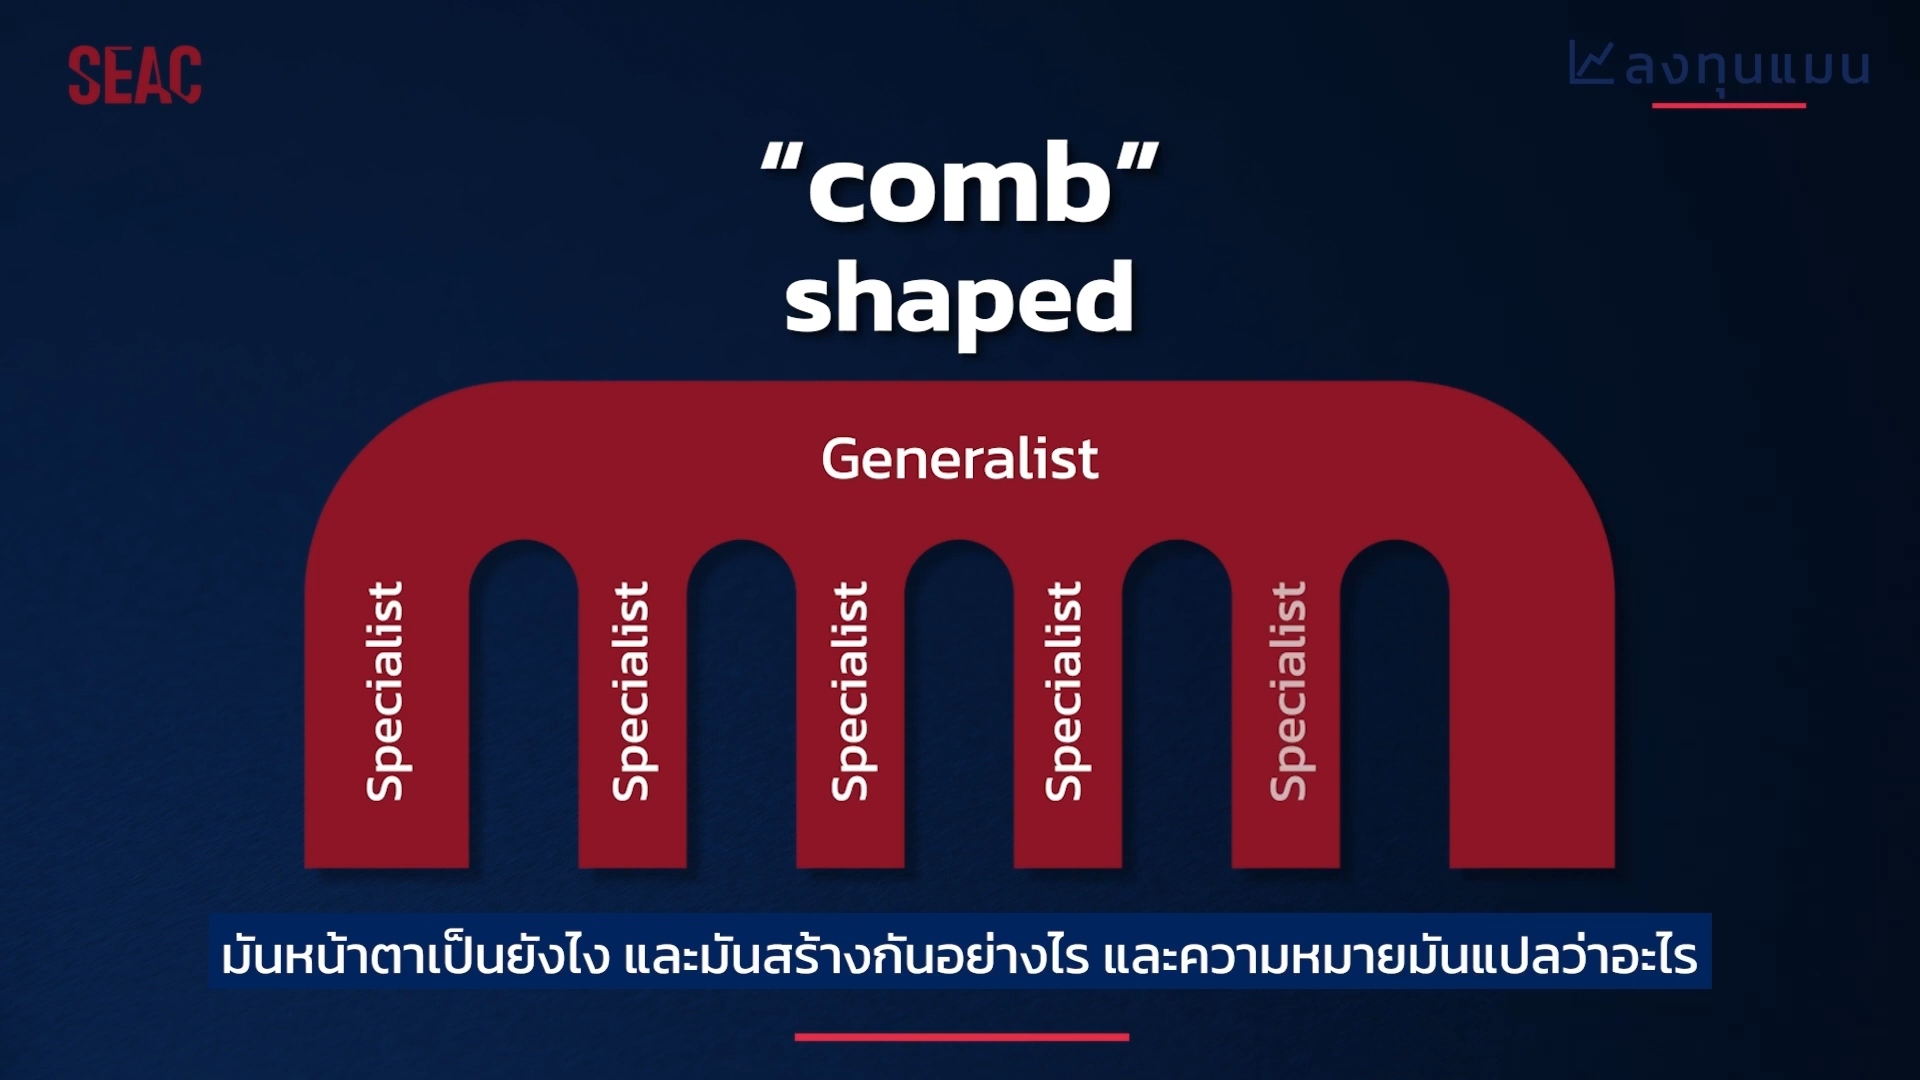 SEAC
ลงทุนแมน
“comb”
shaped
Generalist
Specialist
Specialist
Specialist
Specialist
Specialist
มันหน้าตาเป็นยังไง และมันสร้างกันอย่างไร และความหมายมันแปลว่าอะไร